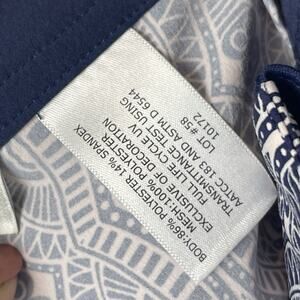 BODY:86% POLYESTER 14% SPANDEX
MESH:100% POLYESTER
EXCLUSIVE OF DECORATION
FULL LIFE CYCLE UV
TRANSMITTANCE TEST USING
AATCC 183 AND ASTM D 6544
LOT #5B
10172